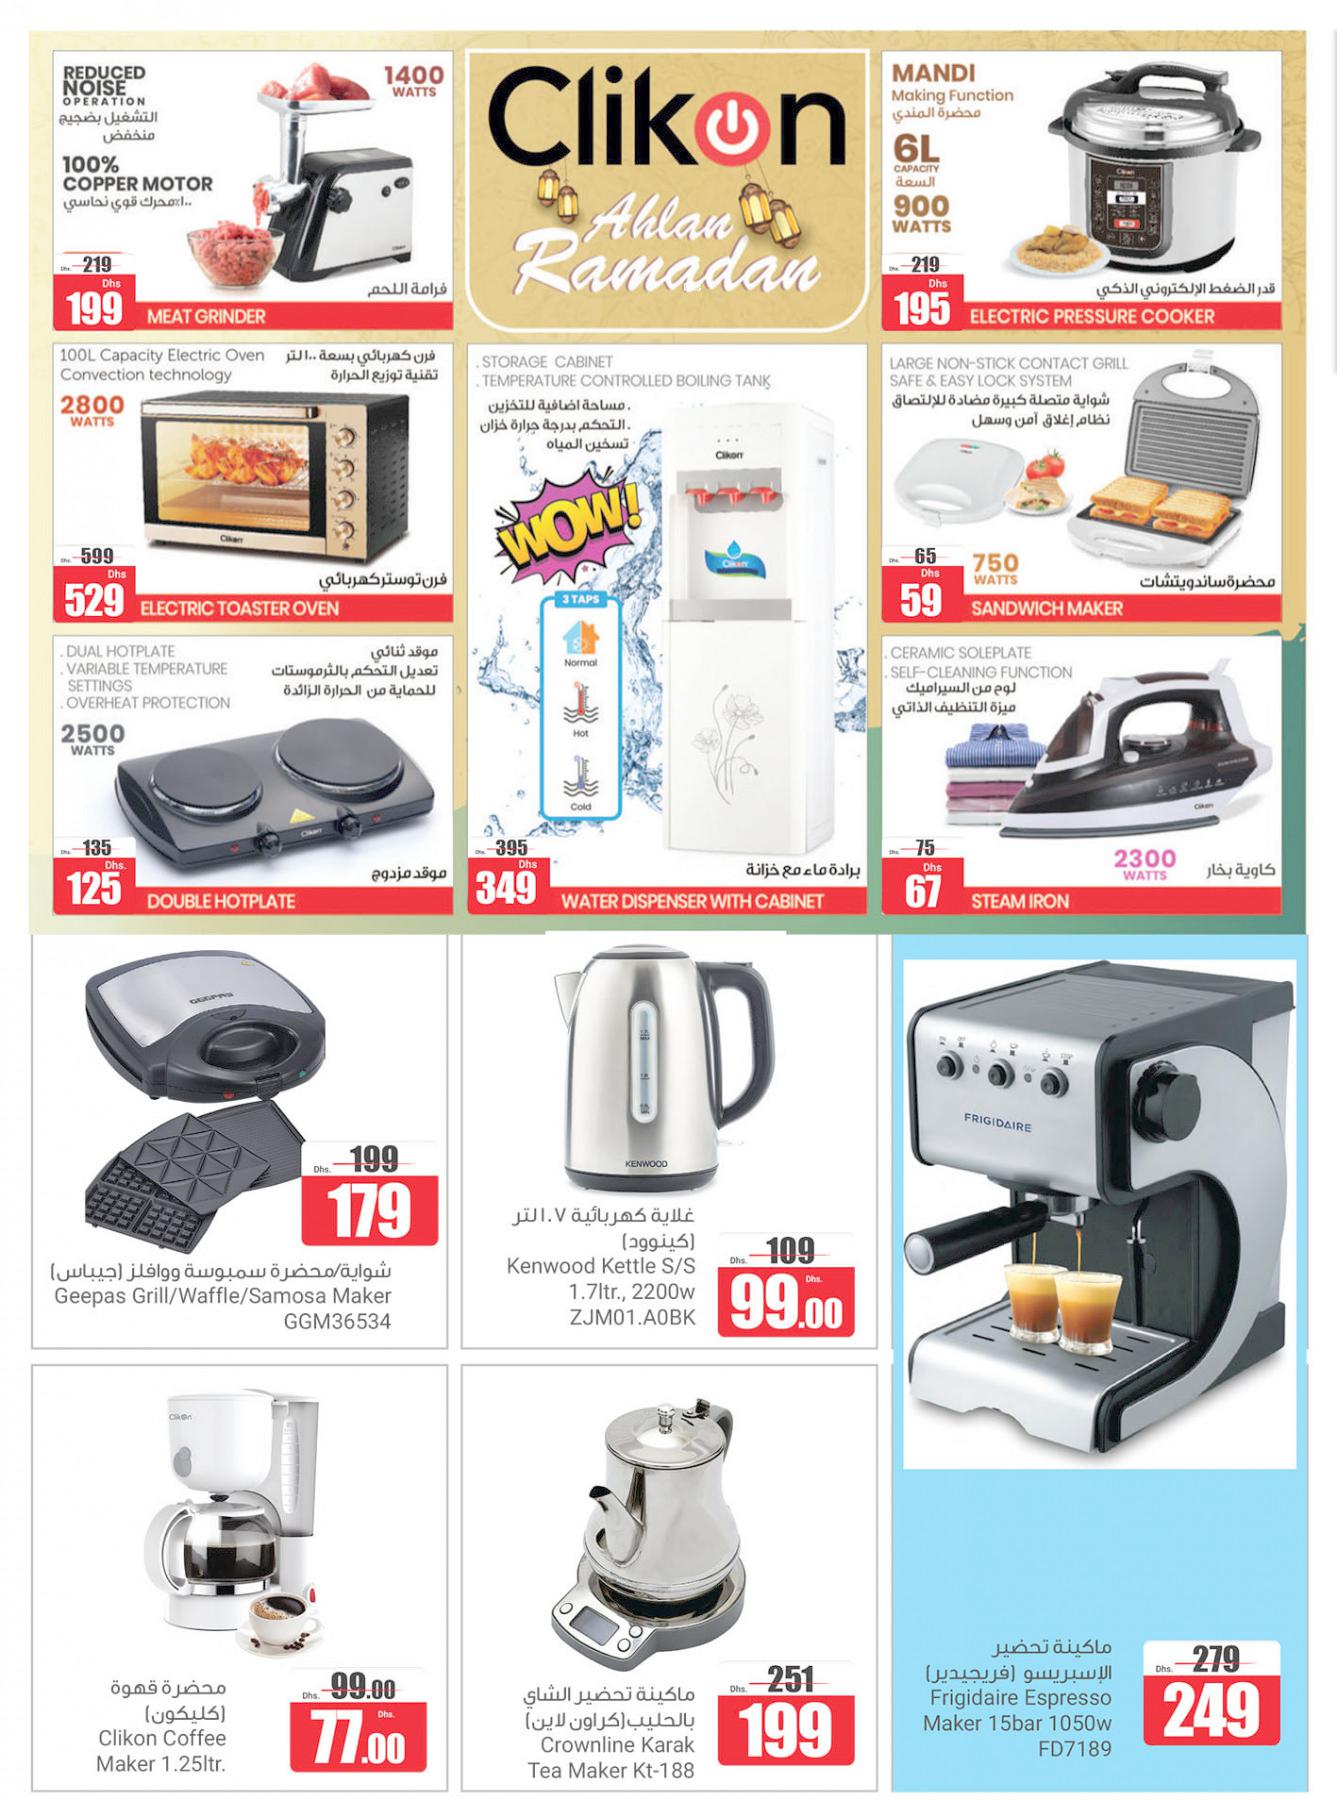 REDUCED
NOISE
OPERATION
التشغيل بضجيج
منخفض
1400
WATTS
100%
COPPER MOTOR
١٠٠٪ محرك قوي نحاسي
Clikon
Dhs. 219
Dhs
199
فرامة اللحم
MEAT GRINDER
Clikon
Ahlan
Ramadan
MANDI
Making Function
محضرة المندي
6L
CAPACITY
السعة
900
WATTS
Clikon
Dhs. 219
Dhs
195
قدر الضغط الإلكتروني الذكي
ELECTRIC PRESSURE COOKER
100L Capacity Electric Oven
Convection technology
فرن كهربائي بسعة ١٠٠ لتر
تقنية توزيع الحرارة
2800
WATTS
Clikon
Dhs. 599
Dhs
529
فرن توستر كهربائي
ELECTRIC TOASTER OVEN
. STORAGE CABINET
. TEMPERATURE CONTROLLED BOILING TANK
. مساحة اضافية للتخزين
. التحكم بدرجة حرارة خزان
تسخين المياه
Clikon
WOW!
Clikon
3 TAPS
Normal
Hot
Cold
Dhs. 395
Dhs
349
برادة ماء مع خزانة
WATER DISPENSER WITH CABINET
LARGE NON-STICK CONTACT GRILL
SAFE & EASY LOCK SYSTEM
شواية متصلة كبيرة مضادة للإلتصاق
نظام إغلاق آمن وسهل
Dhs. 65
Dhs
59
750
WATTS
محضرة ساندويتشات
SANDWICH MAKER
. DUAL HOTPLATE
. VARIABLE TEMPERATURE
SETTINGS
. OVERHEAT PROTECTION
موقد ثنائي
تعديل التحكم بالثرموستات
للحماية من الحرارة الزائدة
2500
WATTS
Clikon
Dhs. 135
Dhs.
125
موقد مزدوج
DOUBLE HOTPLATE
. CERAMIC SOLEPLATE
. SELF-CLEANING FUNCTION
لوح من السيراميك
ميزة التنظيف الذاتي
Clikon
Dhs. 75
Dhs
67
2300
WATTS
كاوية بخار
STEAM IRON
GEEPAS
Dhs. 199
179
شواية/محضرة سمبوسة ووافلز (جيباس)
Geepas Grill/Waffle/Samosa Maker
GGM36534
KENWOOD
غلاية كهربائية ١.٧ لتر
(كينوود)
Kenwood Kettle S/S
1.7ltr., 2200w
ZJM01.A0BK
Dhs. 109
Dhs.
99.00
ON
OFF
STOP
FRIGIDAIRE
ماكينة تحضير
الإسبريسو (فريجيدير)
Frigidaire Espresso
Maker 15bar 1050w
FD7189
Dhs. 279
249
Clikon
محضرة قهوة
(كليكون)
Clikon Coffee
Maker 1.25ltr.
Dhs. 99.00
Dhs.
77.00
ماكينة تحضير الشاي
بالحليب(كراون لاين)
Crownline Karak
Tea Maker Kt-188
Dhs. 251
199